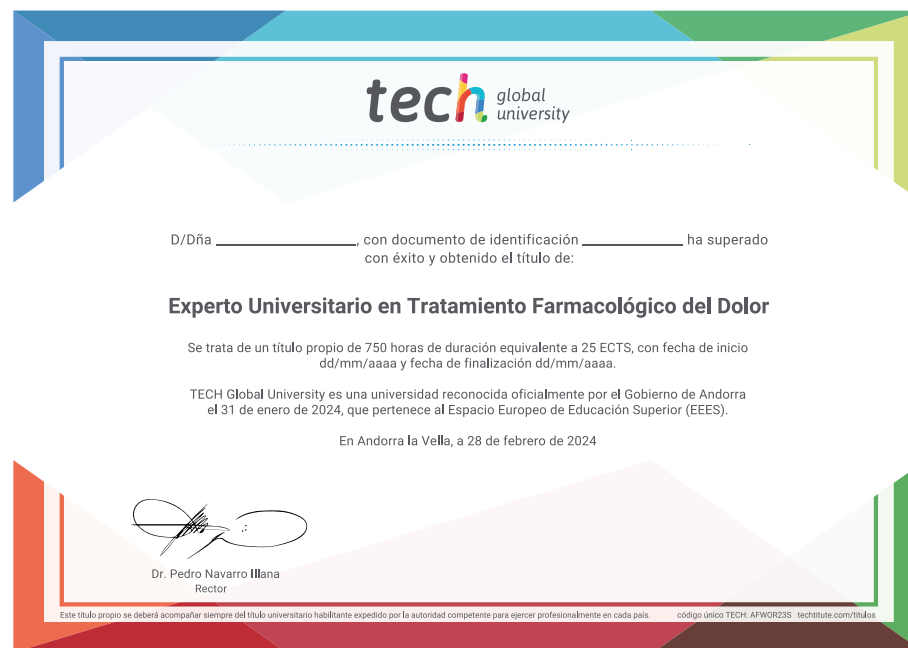 tech global university
D/Dña ____________________, con documento de identificación ______________ ha superado
con éxito y obtenido el título de:
Experto Universitario en Tratamiento Farmacológico del Dolor
Se trata de un título propio de 750 horas de duración equivalente a 25 ECTS, con fecha de inicio
dd/mm/aaaa y fecha de finalización dd/mm/aaaa.
TECH Global University es una universidad reconocida oficialmente por el Gobierno de Andorra
el 31 de enero de 2024, que pertenece al Espacio Europeo de Educación Superior (EEES).
En Andorra la Vella, a 28 de febrero de 2024
Dr. Pedro Navarro Illana
Rector
Este título propio se deberá acompañar siempre del título universitario habilitante expedido por la autoridad competente para ejercer profesionalmente en cada país. código único TECH: AFWOR23S techtitute.com/titulos